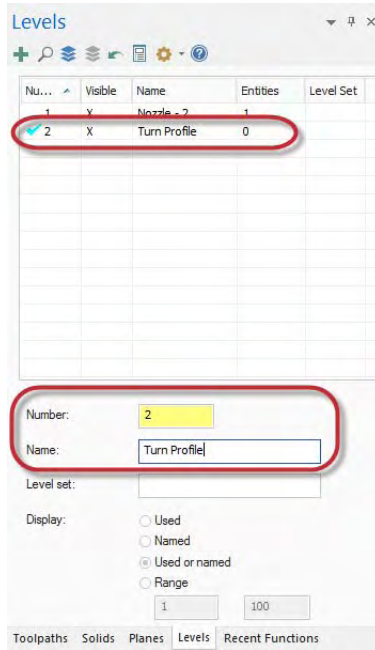 Levels
Nu... Visible Name Entities Level Set
1 X Nozzle - 2 1
2 X Turn Profile 0
Number: 2
Name: Turn Profile
Level set:
Display: Used
Named
Used or named
Range
1 100
Toolpaths Solids Planes Levels Recent Functions